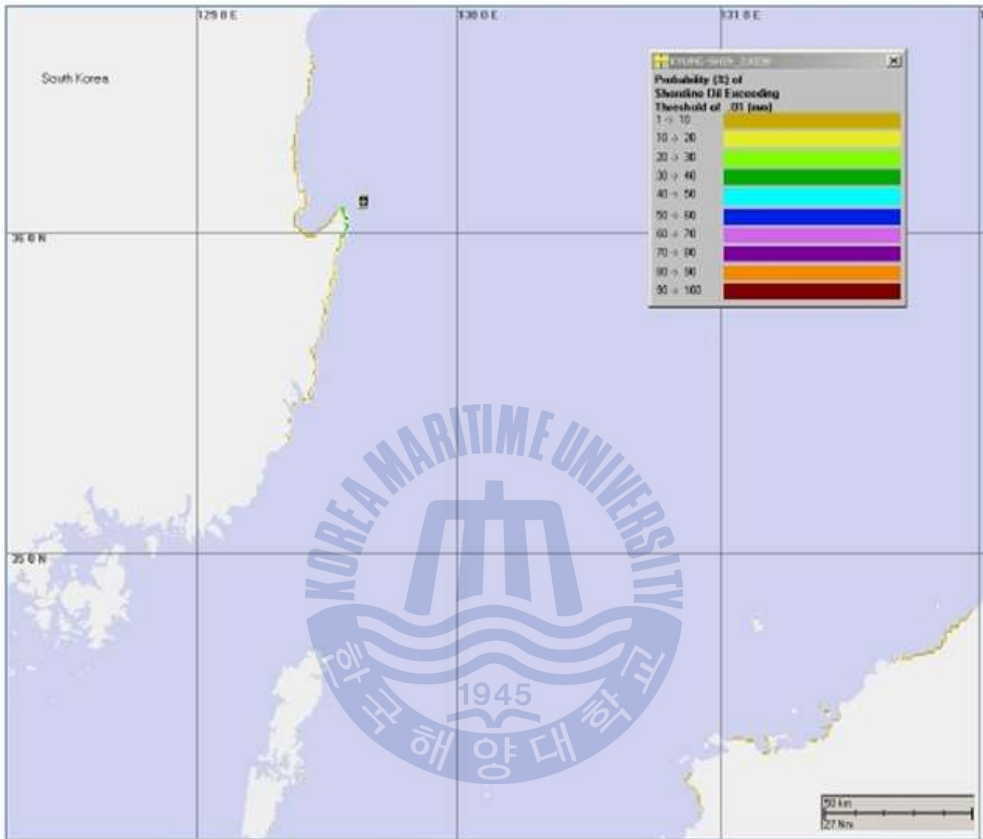 129 0 E
130 0 E
131 0 E
South Korea
Probability (%) of
Shoreline Oil Exceeding
Threshold of .01 (mm)
1 -> 10
10 -> 20
20 -> 30
30 -> 40
40 -> 50
50 -> 60
60 -> 70
70 -> 80
80 -> 90
90 -> 100
36 0 N
35 0 N
KOREA MARITIME UNIVERSITY
1945
한국해양대학교
50 km
27 Nm